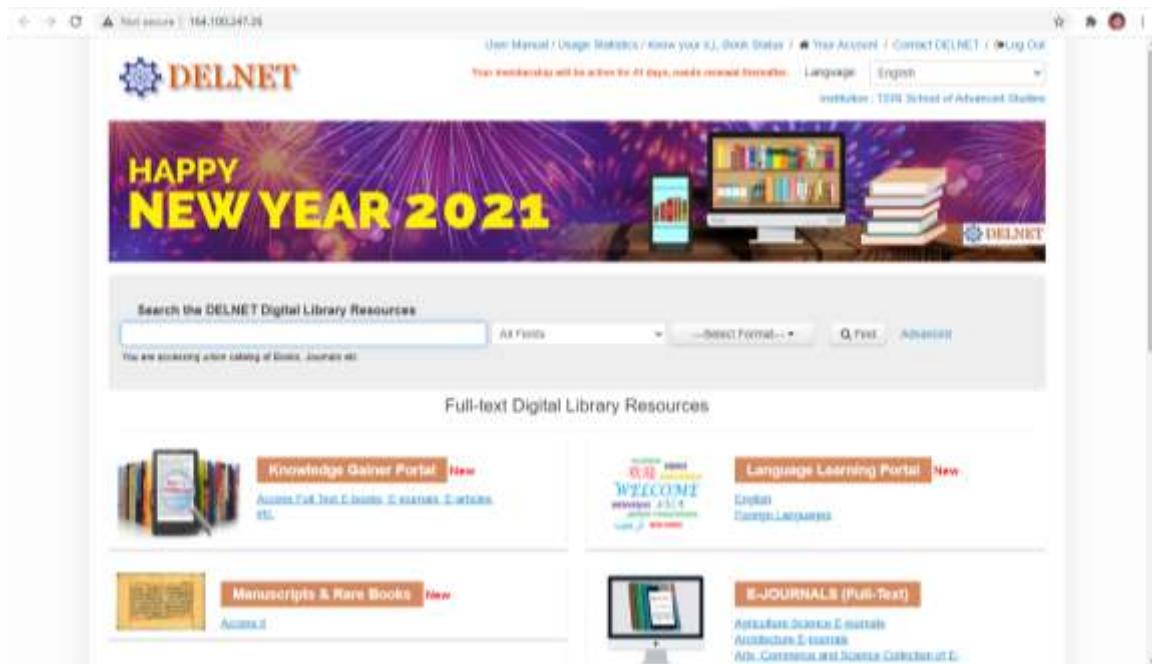 Not secure | 164.100.247.26
User Manual / Usage Statistics / Know your ILL Book Status / Your Account / Contact DELNET / Log Out
DELNET
Your membership will be active for 41 days, needs renewal thereafter.
Language
English
Institution : TERI School of Advanced Studies
HAPPY
NEW YEAR 2021
DELNET
Search the DELNET Digital Library Resources
All Fields
---Select Format---
Find
Advanced
You are accessing union catalog of Books, Journals etc.
Full-text Digital Library Resources
Knowledge Gainer Portal New
Access Full Text E-books, E-journals, E-articles,
etc.
WELCOME
Language Learning Portal New
English
Foreign Languages
Manuscripts & Rare Books New
Access it
E-JOURNALS (Full-Text)
Agriculture Science E-journals
Architecture E-journals
Arts, Commerce and Science Collection of E-